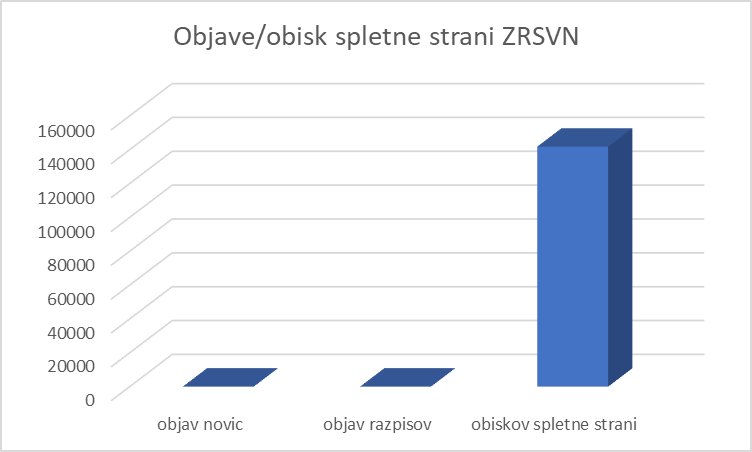 Objave/obisk spletne strani ZRSVN
160000
140000
120000
100000
80000
60000
40000
20000
0
objav novic
objav razpisov
obiskov spletne strani